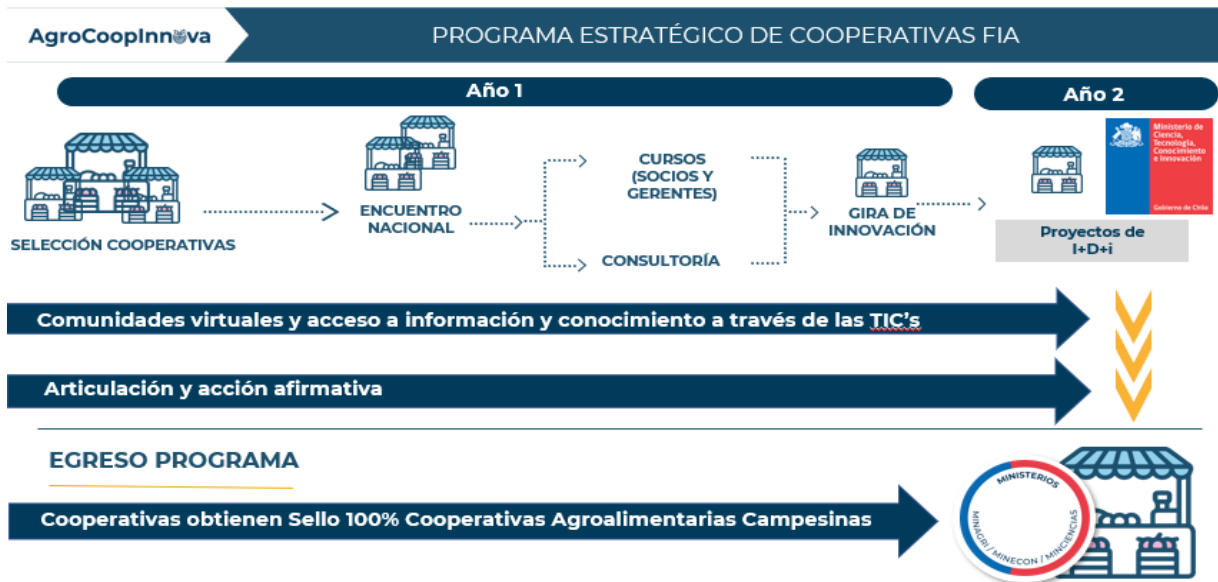 AgroCoopInnova
PROGRAMA ESTRATÉGICO DE COOPERATIVAS FIA
Año 1
Año 2
SELECCIÓN COOPERATIVAS
ENCUENTRO
NACIONAL
CURSOS
(SOCIOS Y
GERENTES)
CONSULTORÍA
GIRA DE
INNOVACIÓN
Ministerio de
Ciencia,
Tecnología,
Conocimiento
e Innovación
Gobierno de Chile
Proyectos de
I+D+i
Comunidades virtuales y acceso a información y conocimiento a través de las TIC’s
Articulación y acción afirmativa
EGRESO PROGRAMA
Cooperativas obtienen Sello 100% Cooperativas Agroalimentarias Campesinas
MINISTERIOS
MINAGRI / MINECON / MINCIENCIAS